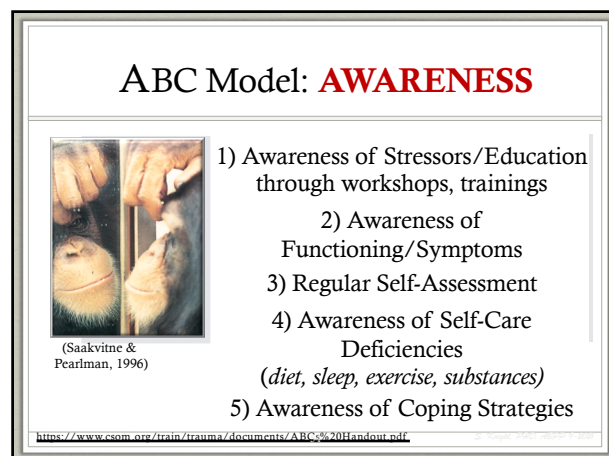 ABC Model: AWARENESS
1) Awareness of Stressors/Education
through workshops, trainings
2) Awareness of
Functioning/Symptoms
3) Regular Self-Assessment
4) Awareness of Self-Care
Deficiencies
(diet, sleep, exercise, substances)
5) Awareness of Coping Strategies
(Saakvitne &
Pearlman, 1996)
https://www.csom.org/train/trauma/documents/ABCs%20Handout.pdf